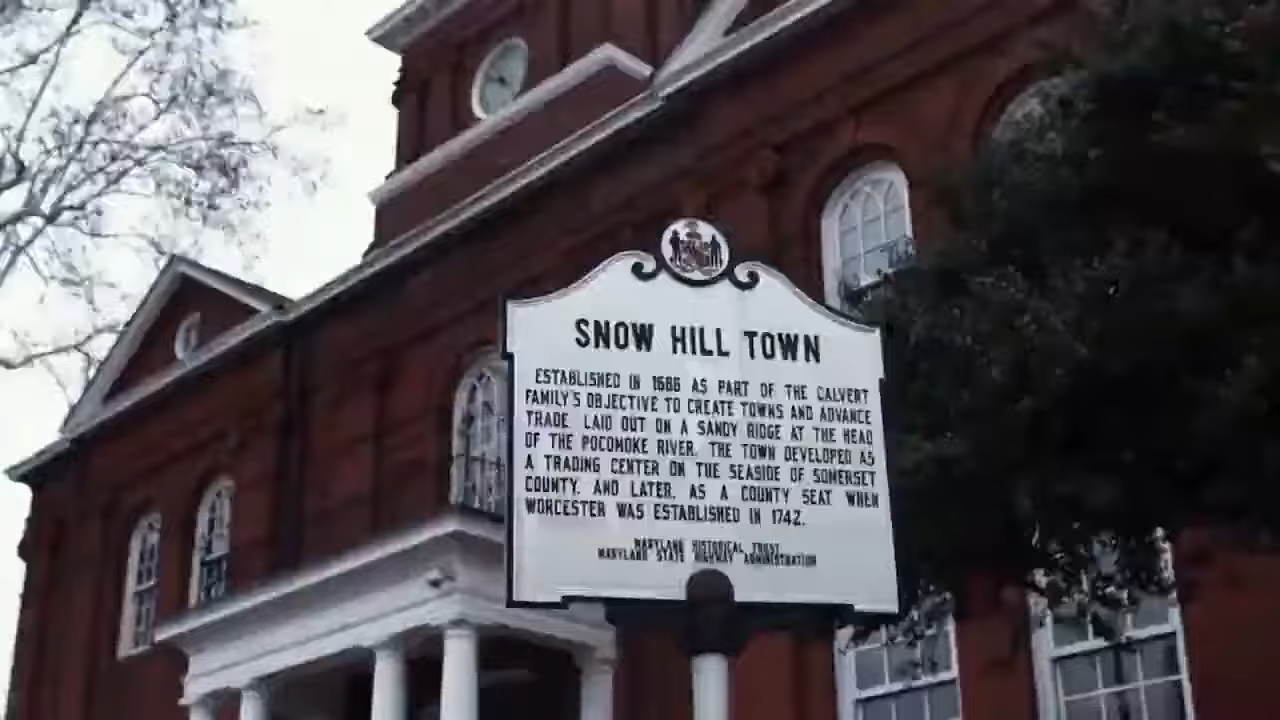 SNOW HILL TOWN
ESTABLISHED IN 1686 AS PART OF THE CALVERT
FAMILY'S OBJECTIVE TO CREATE TOWNS AND ADVANCE
TRADE. LAID OUT ON A SANDY RIDGE AT THE HEAD
OF THE POCOMOKE RIVER, THE TOWN DEVELOPED AS
A TRADING CENTER ON THE SEASIDE OF SOMERSET
COUNTY, AND LATER, AS A COUNTY SEAT WHEN
WORCESTER WAS ESTABLISHED IN 1742.
MARYLAND HISTORICAL TRUST
MARYLAND STATE HIGHWAY ADMINISTRATION